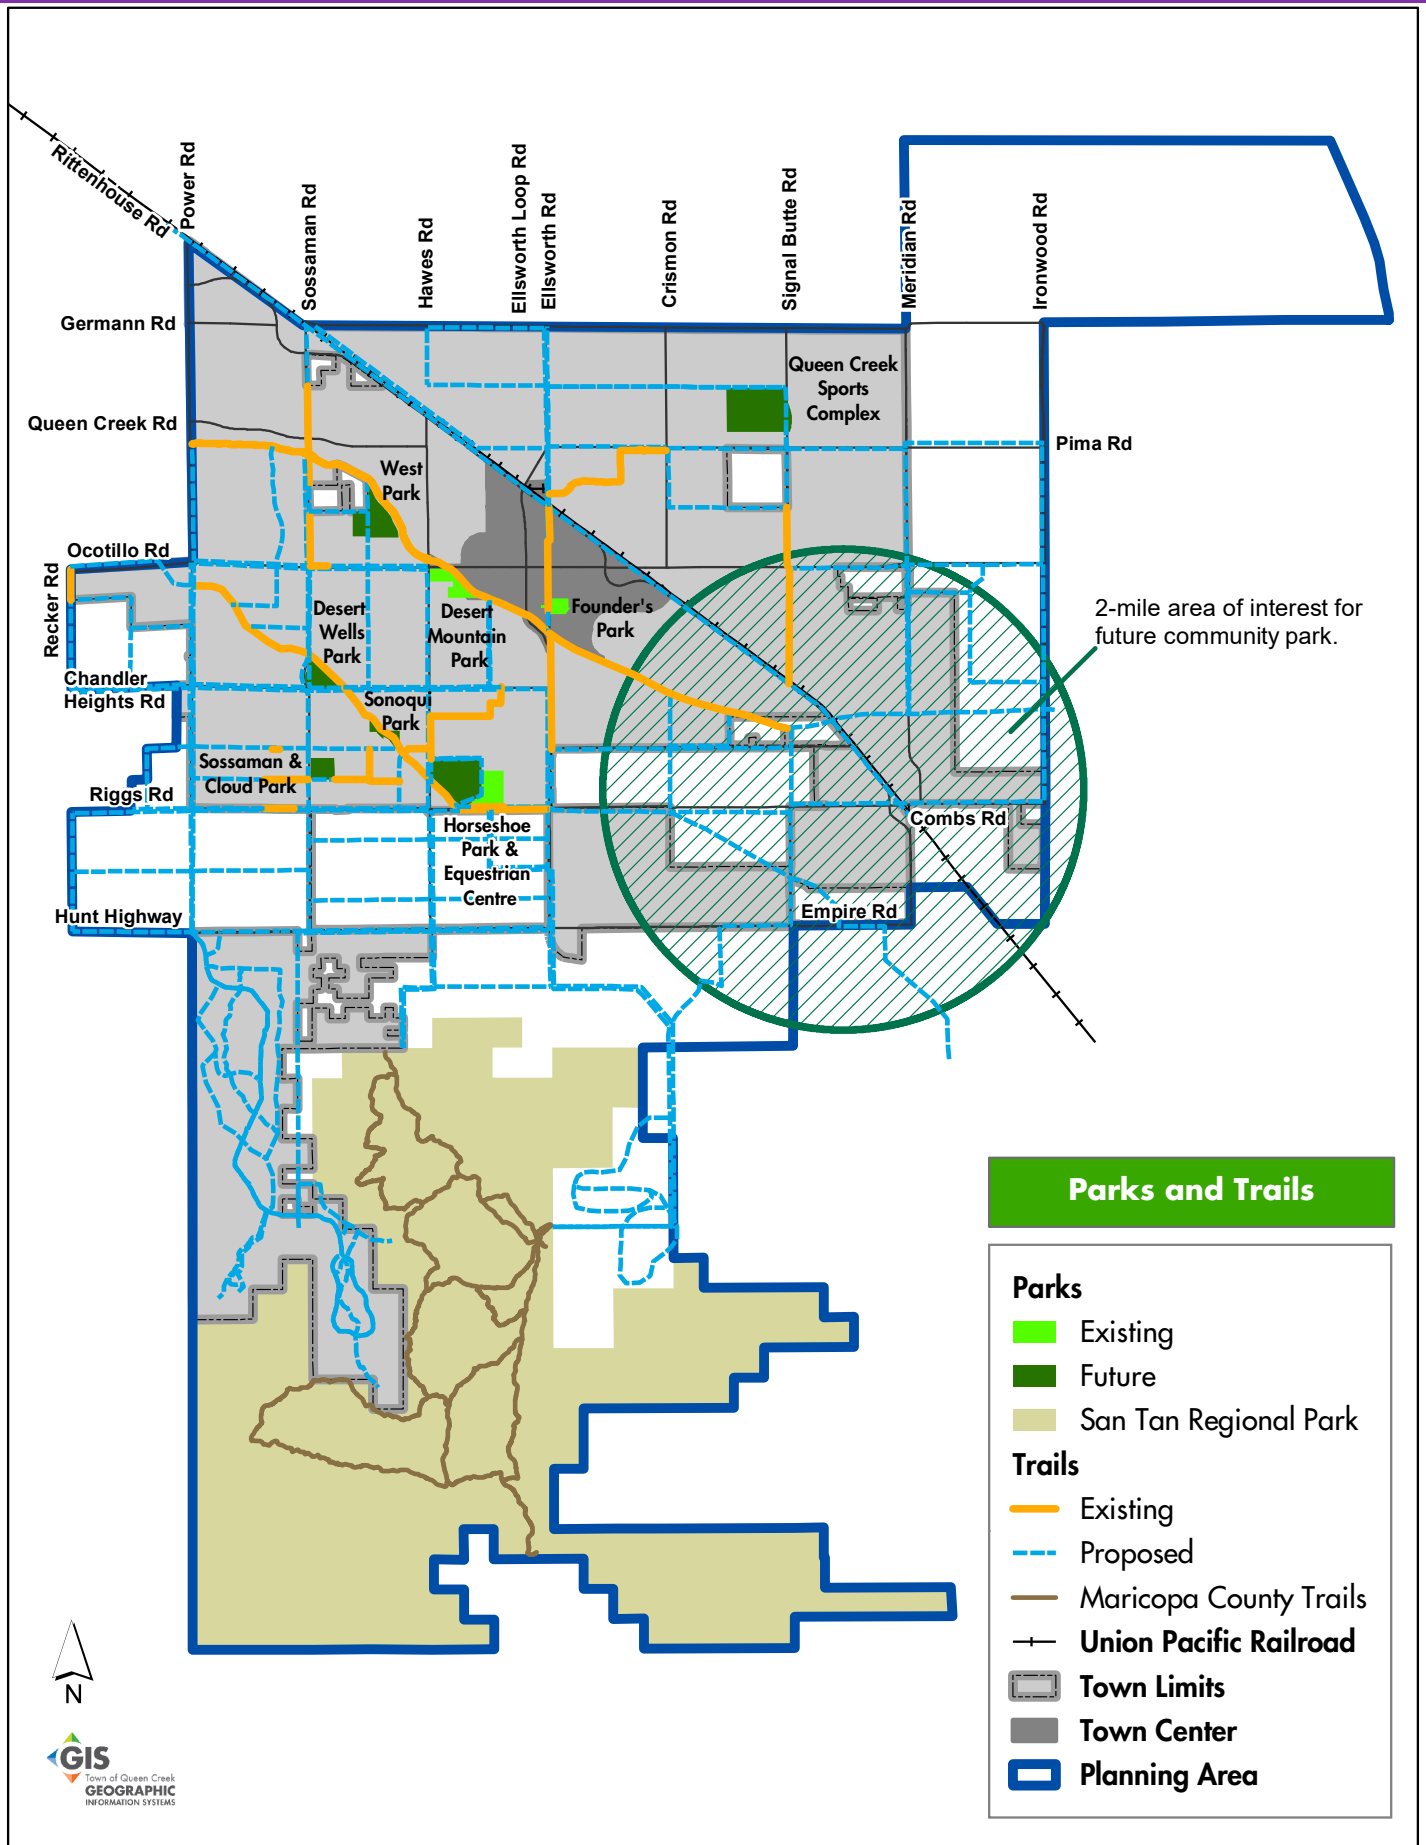 Rittenhouse Rd
Power Rd
Sossaman Rd
Hawes Rd
Ellsworth Loop Rd
Ellsworth Rd
Crismon Rd
Signal Butte Rd
Meridian Rd
Ironwood Rd
Germann Rd
Queen Creek
Sports
Complex
Queen Creek Rd
Pima Rd
West
Park
Ocotillo Rd
Recker Rd
Desert
Wells
Park
Desert
Mountain
Park
Founder's
Park
2-mile area of interest for
future community park.
Chandler
Heights Rd
Sonoqui
Park
Sossaman &
Cloud Park
Riggs Rd
Combs Rd
Horseshoe
Park &
Equestrian
Centre
Hunt Highway
Empire Rd
Parks and Trails
Parks
Existing
Future
San Tan Regional Park
Trails
Existing
Proposed
Maricopa County Trails
Union Pacific Railroad
Town Limits
Town Center
Planning Area
N
GIS
Town of Queen Creek
GEOGRAPHIC
INFORMATION SYSTEMS